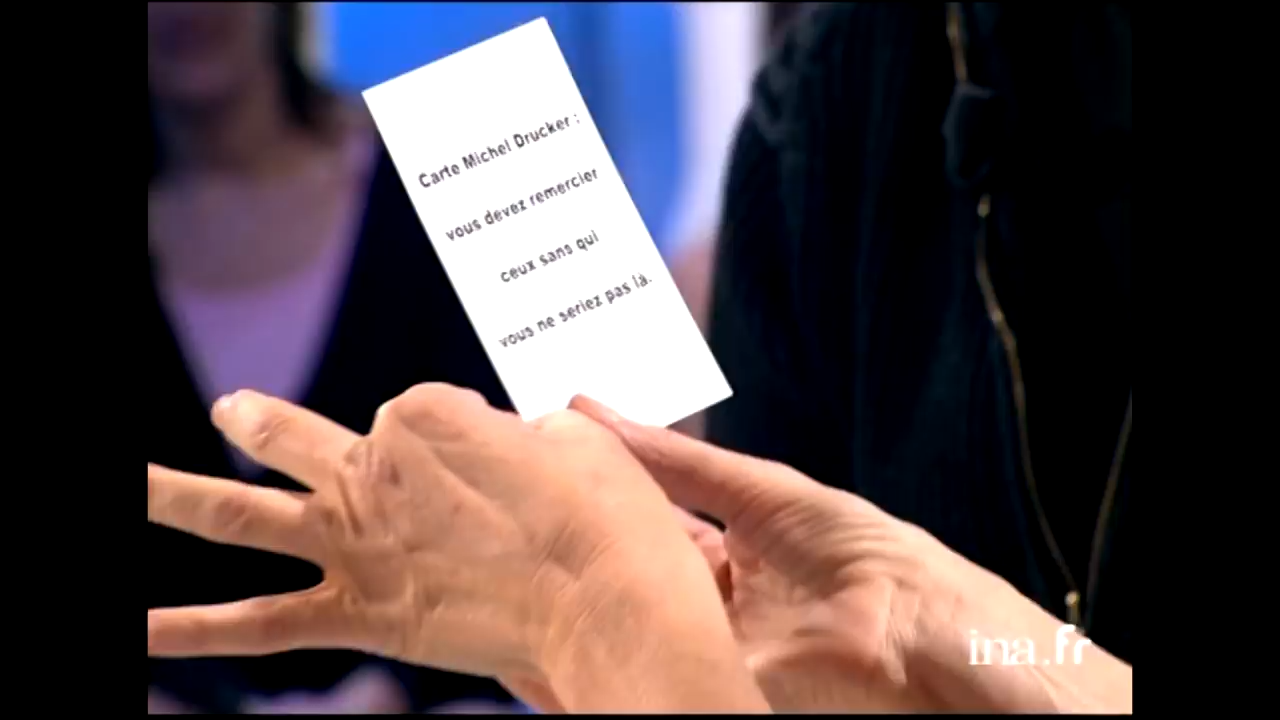 Carte Michel Drucker :
vous devez remercier
ceux sans qui
vous ne seriez pas là.
ina.fr